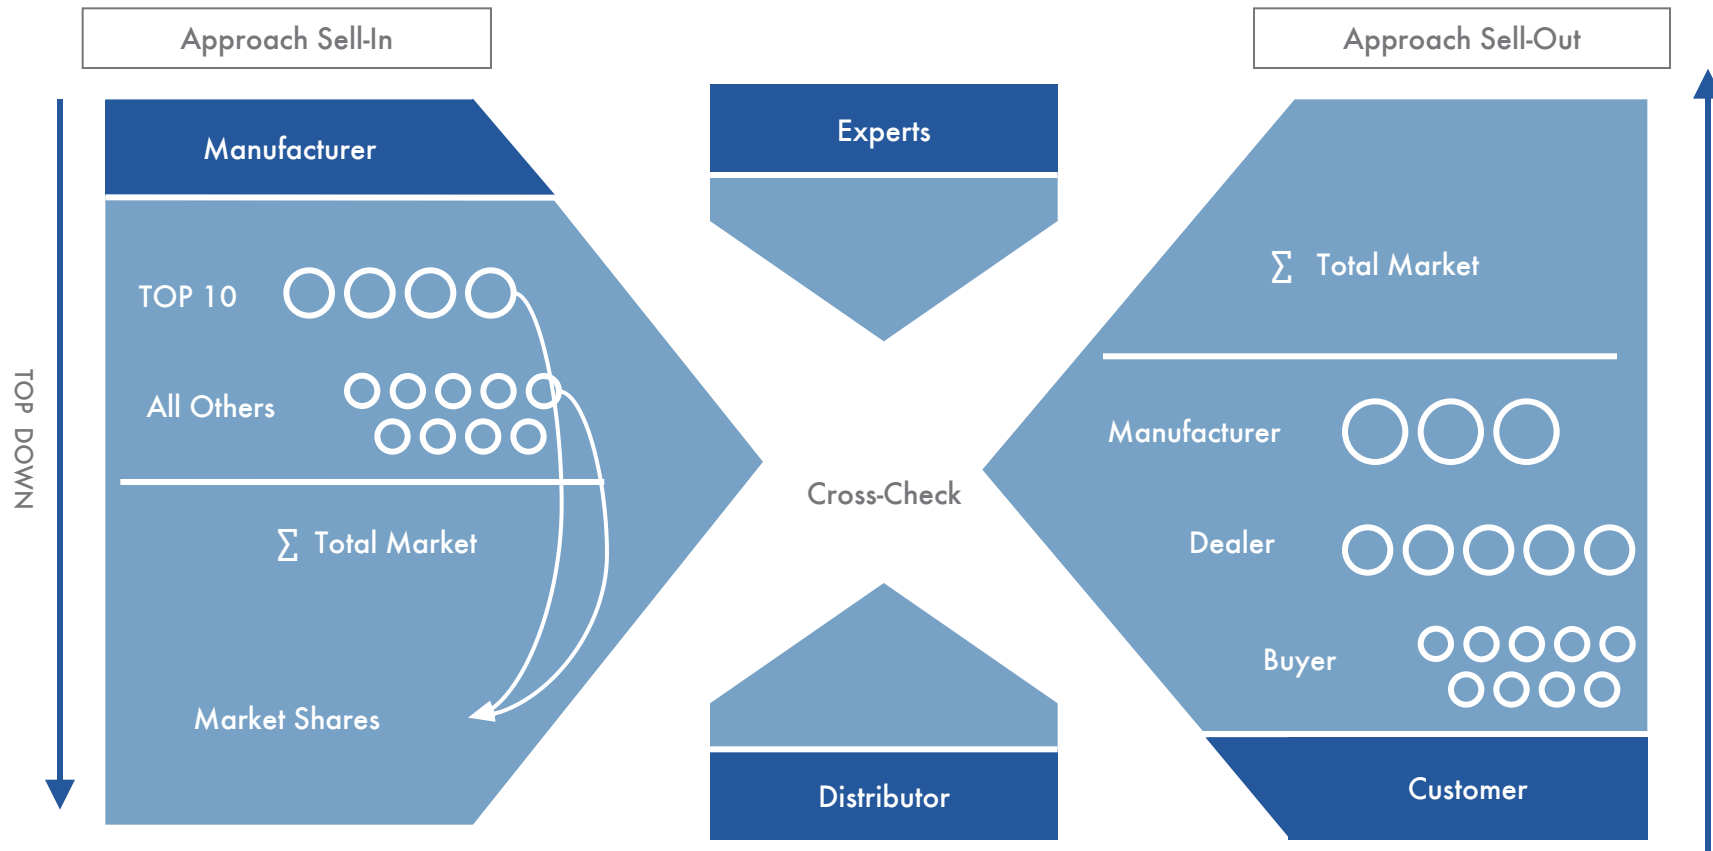 Approach Sell-In
Approach Sell-Out
Manufacturer
TOP 10
All Others
∑ Total Market
Market Shares
TOP DOWN
Experts
Cross-Check
Distributor
∑ Total Market
Manufacturer
Dealer
Buyer
Customer